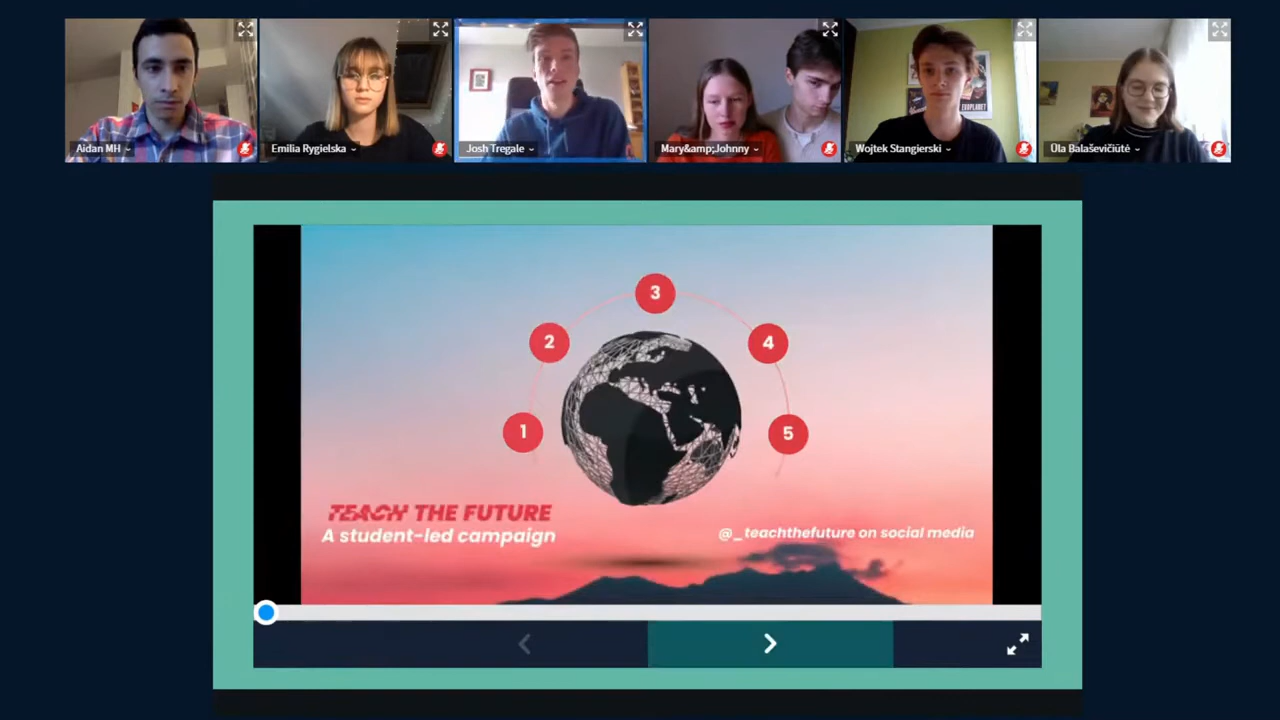 Aidan MH
Emilia Rygielska
Josh Tregale
Mary&amp;Johnny
Wojtek Stangierski
Ūla Balaševičiūtė
3
2
4
1
5
TEACH THE FUTURE
A student-led campaign
@_teachthefuture on social media